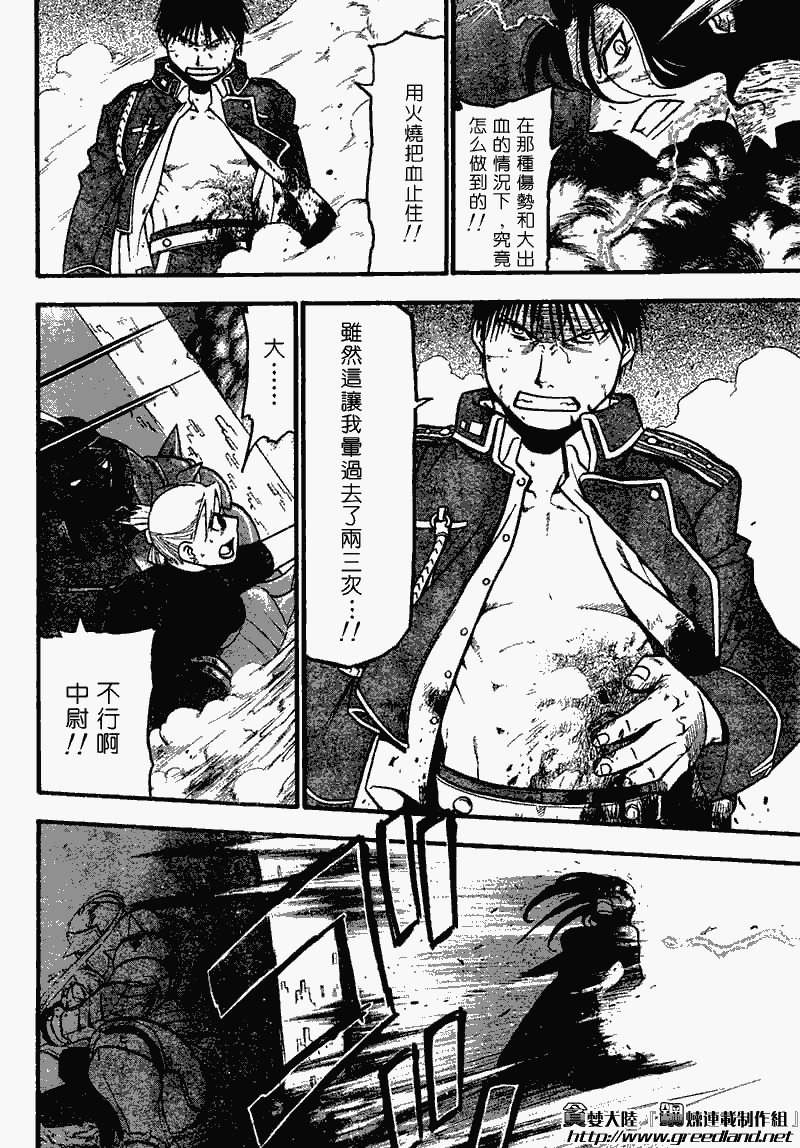 在那種傷勢和大出
血的情況下，究竟
怎么做到的!!
用火燒把血止住!!
雖然這讓我暈過去了兩三次…!!
大……
不行啊
中尉!!
貪婪大陸『鋼煉連載制作組』
http://www.greedland.net